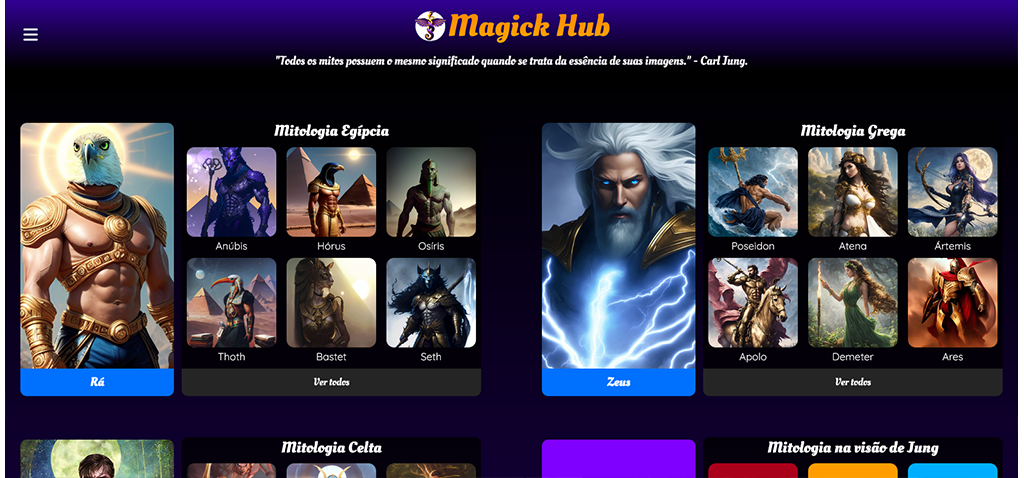 Magick Hub
"Todos os mitos possuem o mesmo significado quando se trata da essência de suas imagens." - Carl Jung.
Mitologia Egípcia
Anúbis
Hórus
Osíris
Thoth
Bastet
Seth
Rá
Ver todos
Mitologia Grega
Poseidon
Atena
Ártemis
Apolo
Demeter
Ares
Zeus
Ver todos
Mitologia Celta
Mitologia na visão de Jung